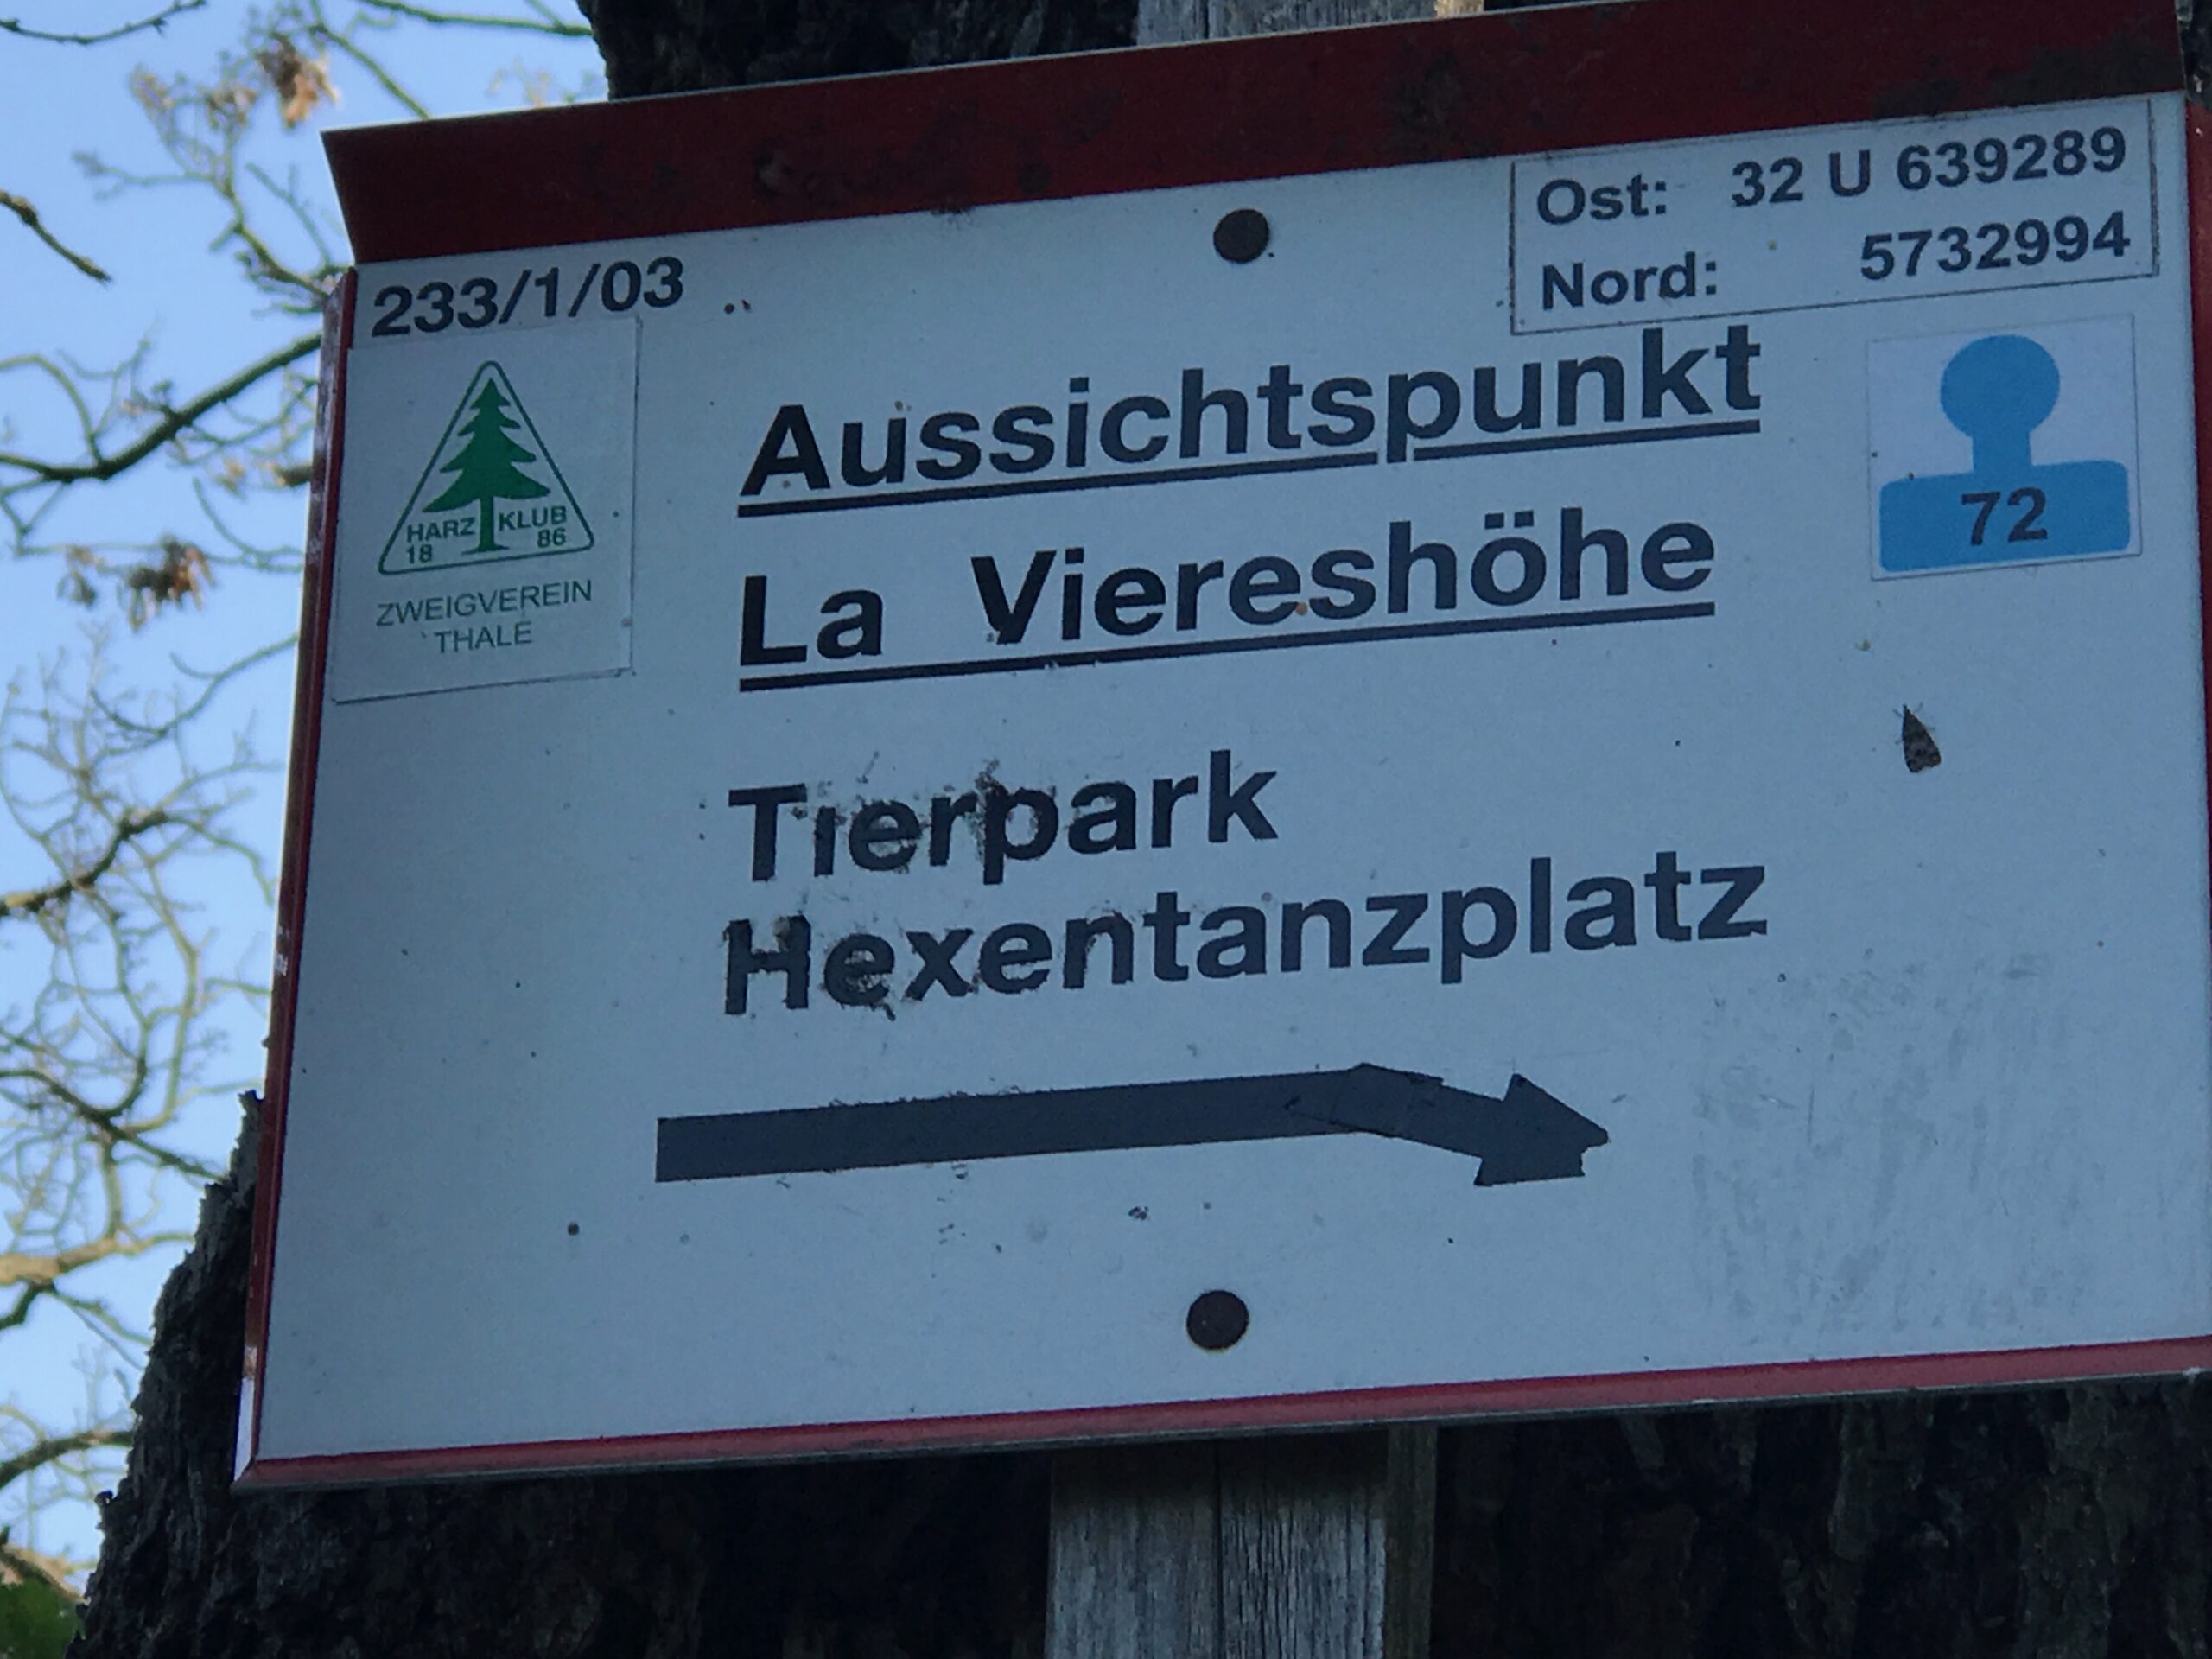 233/1/03
Ost: 32 U 639289
Nord: 5732994
HARZ KLUB
18 86
ZWEIGVEREIN
THALE
Aussichtspunkt
La Viereshöhe
72
Tierpark
Hexentanzplatz